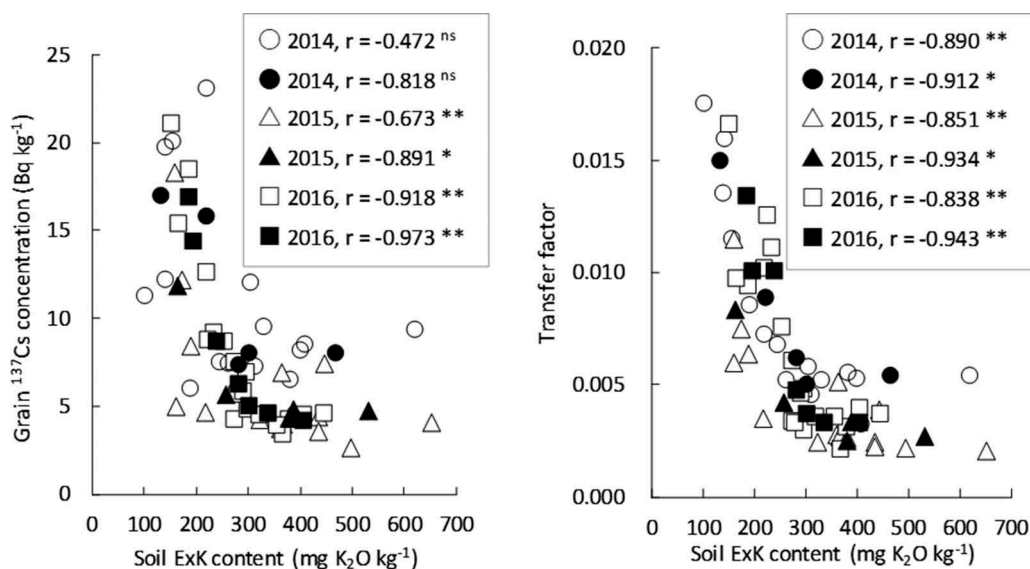 Grain ¹³⁷Cs concentration (Bq kg⁻¹)
25
20
15
10
5
0
2014, r = -0.472 ns
2014, r = -0.818 ns
2015, r = -0.673 **
2015, r = -0.891 *
2016, r = -0.918 **
2016, r = -0.973 **
0 100 200 300 400 500 600 700
Soil ExK content (mg K₂O kg⁻¹)
Transfer factor
0.020
0.015
0.010
0.005
0.000
2014, r = -0.890 **
2014, r = -0.912 *
2015, r = -0.851 **
2015, r = -0.934 *
2016, r = -0.838 **
2016, r = -0.943 **
0 100 200 300 400 500 600 700
Soil ExK content (mg K₂O kg⁻¹)